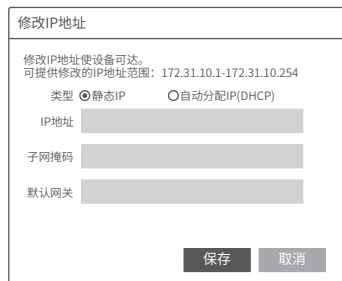 修改IP地址
修改IP地址使设备可达。
可提供修改的IP地址范围：172.31.10.1-172.31.10.254
类型 静态IP 自动分配IP(DHCP)
IP地址
子网掩码
默认网关
保存 取消